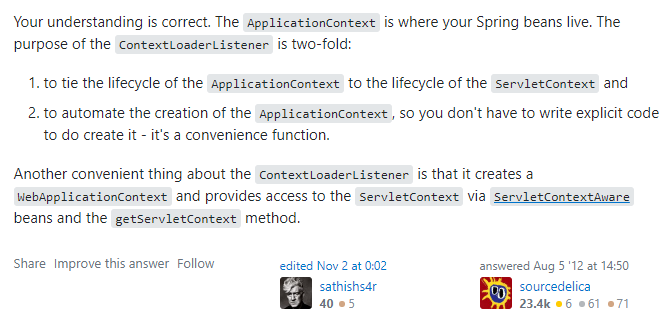 Your understanding is correct. The ApplicationContext is where your Spring beans live. The
purpose of the ContextLoaderListener is two-fold:
1. to tie the lifecycle of the ApplicationContext to the lifecycle of the ServletContext and
2. to automate the creation of the ApplicationContext, so you don't have to write explicit code
to do create it - it's a convenience function.
Another convenient thing about the ContextLoaderListener is that it creates a
WebApplicationContext and provides access to the ServletContext via ServletContextAware
beans and the getServletContext method.
Share Improve this answer Follow
edited Nov 2 at 0:02
sathishs4r
40 ● 5
answered Aug 5 '12 at 14:50
sourcedelica
23.4k ● 6 ● 61 ● 71